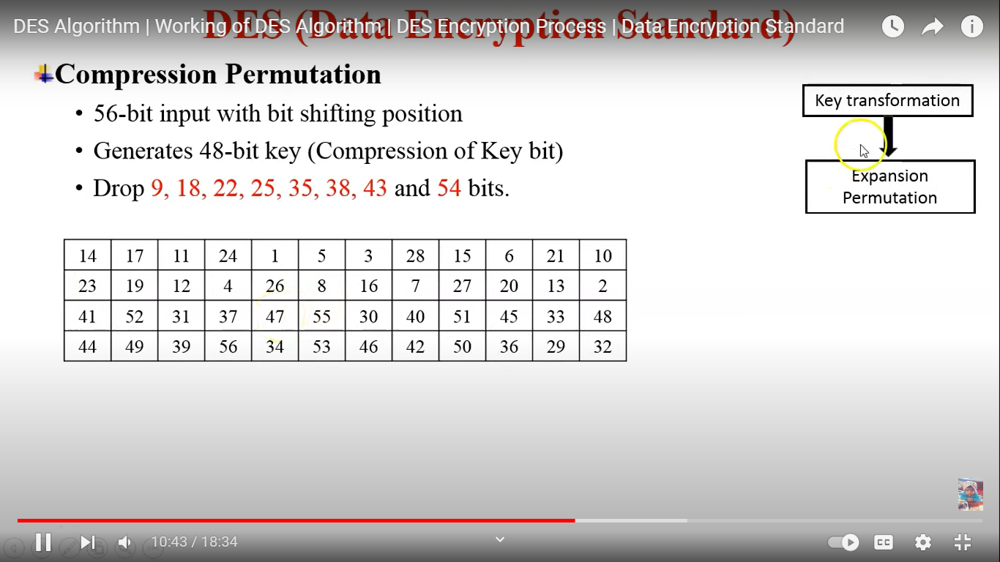 DES (Data Encryption Standard)
DES Algorithm | Working of DES Algorithm | DES Encryption Process | Data Encryption Standard
Compression Permutation
• 56-bit input with bit shifting position
• Generates 48-bit key (Compression of Key bit)
• Drop 9, 18, 22, 25, 35, 38, 43 and 54 bits.
Key transformation
Expansion
Permutation
14 17 11 24 1 5 3 28 15 6 21 10
23 19 12 4 26 8 16 7 27 20 13 2
41 52 31 37 47 55 30 40 51 45 33 48
44 49 39 56 34 53 46 42 50 36 29 32
10:43 / 18:34
CC